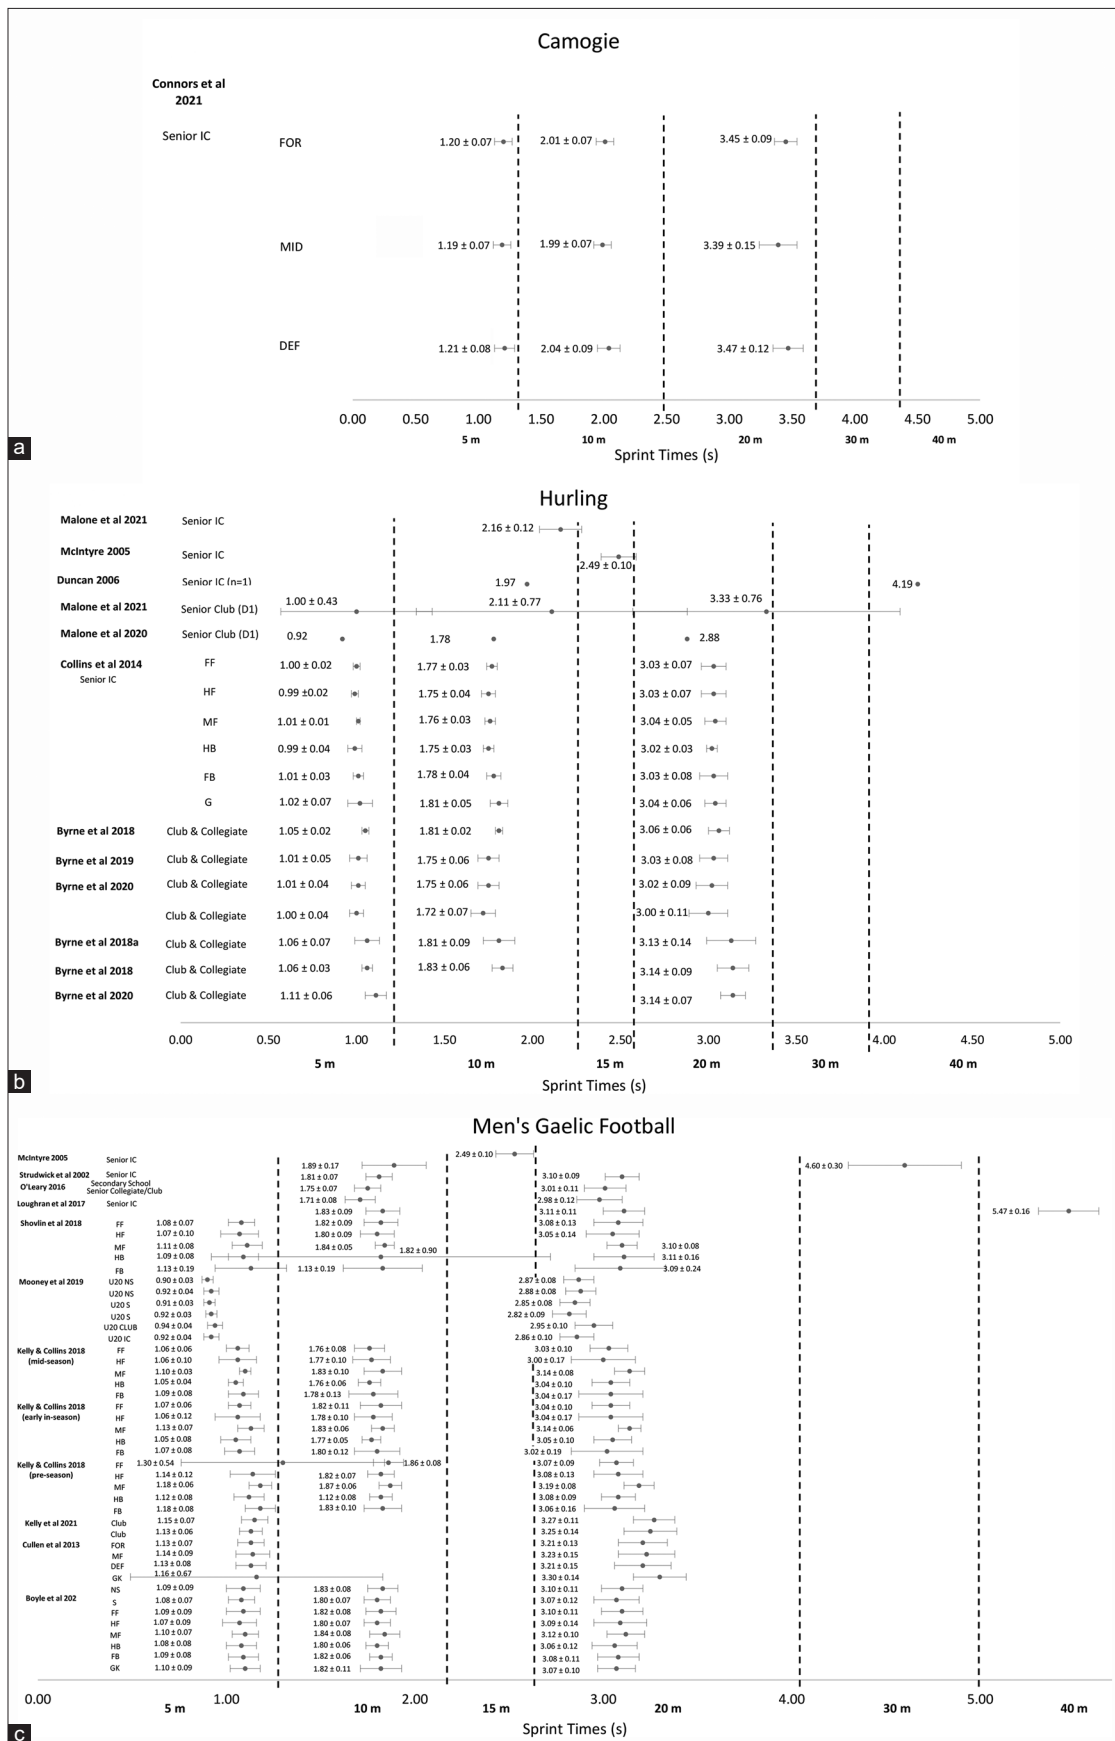 Camogie
Connors et al
2021
Senior IC
FOR 1.20 ± 0.07 2.01 ± 0.07 3.45 ± 0.09
MID 1.19 ± 0.07 1.99 ± 0.07 3.39 ± 0.15
DEF 1.21 ± 0.08 2.04 ± 0.09 3.47 ± 0.12
0.00 0.50 1.00 1.50 2.00 2.50 3.00 3.50 4.00 4.50 5.00
5 m 10 m 20 m 30 m 40 m
Sprint Times (s)
a
Hurling
Malone et al 2021 Senior IC 2.16 ± 0.12
McIntyre 2005 Senior IC 2.49 ± 0.10
Duncan 2006 Senior IC (n=1) 1.97 4.19
Malone et al 2021 Senior Club (D1) 1.00 ± 0.43 2.11 ± 0.77 3.33 ± 0.76
Malone et al 2020 Senior Club (D1) 0.92 1.78 2.88
Collins et al 2014 FF 1.00 ± 0.02 1.77 ± 0.03 3.03 ± 0.07
Senior IC
HF 0.99 ±0.02 1.75 ± 0.04 3.03 ± 0.07
MF 1.01 ± 0.01 1.76 ± 0.03 3.04 ± 0.05
HB 0.99 ± 0.04 1.75 ± 0.03 3.02 ± 0.03
FB 1.01 ± 0.03 1.78 ± 0.04 3.03 ± 0.08
G 1.02 ± 0.07 1.81 ± 0.05 3.04 ± 0.06
Byrne et al 2018 Club & Collegiate 1.05 ± 0.02 1.81 ± 0.02 3.06 ± 0.06
Byrne et al 2019 Club & Collegiate 1.01 ± 0.05 1.75 ± 0.06 3.03 ± 0.08
Byrne et al 2020 Club & Collegiate 1.01 ± 0.04 1.75 ± 0.06 3.02 ± 0.09
Club & Collegiate 1.00 ± 0.04 1.72 ± 0.07 3.00 ± 0.11
Byrne et al 2018a Club & Collegiate 1.06 ± 0.07 1.81 ± 0.09 3.13 ± 0.14
Byrne et al 2018 Club & Collegiate 1.06 ± 0.03 1.83 ± 0.06 3.14 ± 0.09
Byrne et al 2020 Club & Collegiate 1.11 ± 0.06 3.14 ± 0.07
0.00 0.50 1.00 1.50 2.00 2.50 3.00 3.50 4.00 4.50 5.00
5 m 10 m 15 m 20 m 30 m 40 m
Sprint Times (s)
b
Men's Gaelic Football
McIntyre 2005 Senior IC 2.49 ± 0.10
1.89 ± 0.17 4.60 ± 0.30
Strudwick et al 2002 Senior IC 1.81 ± 0.07 3.10 ± 0.09
O'Leary 2016 Secondary School 1.75 ± 0.07 3.01 ± 0.11
Senior Collegiate/Club 1.71 ± 0.08 2.98 ± 0.12
Loughran et al 2017 Senior IC 1.83 ± 0.09 3.11 ± 0.11 5.47 ± 0.16
Shovlin et al 2018 FF 1.08 ± 0.07 1.82 ± 0.09 3.08 ± 0.13
HF 1.07 ± 0.10 1.80 ± 0.09 3.05 ± 0.14
MF 1.11 ± 0.08 1.84 ± 0.05 3.10 ± 0.08
HB 1.09 ± 0.08 1.82 ± 0.90 3.11 ± 0.16
FB 1.13 ± 0.19 1.13 ± 0.19 3.09 ± 0.24
Mooney et al 2019 U20 NS 0.90 ± 0.03 2.87 ± 0.08
U20 NS 0.92 ± 0.04 2.88 ± 0.08
U20 S 0.91 ± 0.03 2.85 ± 0.08
U20 S 0.92 ± 0.03 2.82 ± 0.09
U20 CLUB 0.94 ± 0.04 2.95 ± 0.10
U20 IC 0.92 ± 0.04 2.86 ± 0.10
Kelly & Collins 2018 FF 1.06 ± 0.06 1.76 ± 0.08 3.03 ± 0.10
(mid-season) HF 1.06 ± 0.10 1.77 ± 0.10 3.00 ± 0.17
MF 1.10 ± 0.03 1.83 ± 0.10 3.14 ± 0.08
HB 1.05 ± 0.04 1.76 ± 0.06 3.04 ± 0.10
FB 1.09 ± 0.08 1.78 ± 0.13 3.04 ± 0.17
Kelly & Collins 2018 FF 1.07 ± 0.06 1.82 ± 0.11 3.04 ± 0.10
(early in-season) HF 1.06 ± 0.12 1.78 ± 0.10 3.04 ± 0.17
MF 1.13 ± 0.07 1.83 ± 0.06 3.14 ± 0.06
HB 1.05 ± 0.08 1.77 ± 0.05 3.05 ± 0.10
FB 1.07 ± 0.08 1.80 ± 0.12 3.02 ± 0.19
Kelly & Collins 2018 FF 1.30 ± 0.54 1.86 ± 0.08 3.07 ± 0.09
(pre-season) HF 1.14 ± 0.12 1.82 ± 0.07 3.08 ± 0.13
MF 1.18 ± 0.06 1.87 ± 0.06 3.19 ± 0.08
HB 1.12 ± 0.08 1.12 ± 0.08 3.08 ± 0.09
FB 1.18 ± 0.08 1.83 ± 0.10 3.06 ± 0.16
Kelly et al 2021 Club 1.15 ± 0.07 3.27 ± 0.11
Club 1.13 ± 0.06 3.25 ± 0.14
Cullen et al 2013 FOR 1.13 ± 0.07 3.21 ± 0.13
MF 1.14 ± 0.09 3.23 ± 0.15
DEF 1.13 ± 0.08 3.21 ± 0.15
GK 1.16 ± 0.67 3.30 ± 0.14
Boyle et al 202 NS 1.09 ± 0.09 1.83 ± 0.08 3.10 ± 0.11
S 1.08 ± 0.07 1.80 ± 0.07 3.07 ± 0.12
FF 1.09 ± 0.09 1.82 ± 0.08 3.10 ± 0.11
HF 1.07 ± 0.09 1.80 ± 0.07 3.09 ± 0.14
MF 1.10 ± 0.07 1.84 ± 0.08 3.12 ± 0.10
HB 1.08 ± 0.08 1.80 ± 0.06 3.06 ± 0.12
FB 1.09 ± 0.08 1.82 ± 0.06 3.08 ± 0.11
GK 1.10 ± 0.09 1.82 ± 0.11 3.07 ± 0.10
0.00 1.00 2.00 3.00 4.00 5.00
5 m 10 m 15 m 20 m 30 m 40 m
Sprint Times (s)
c